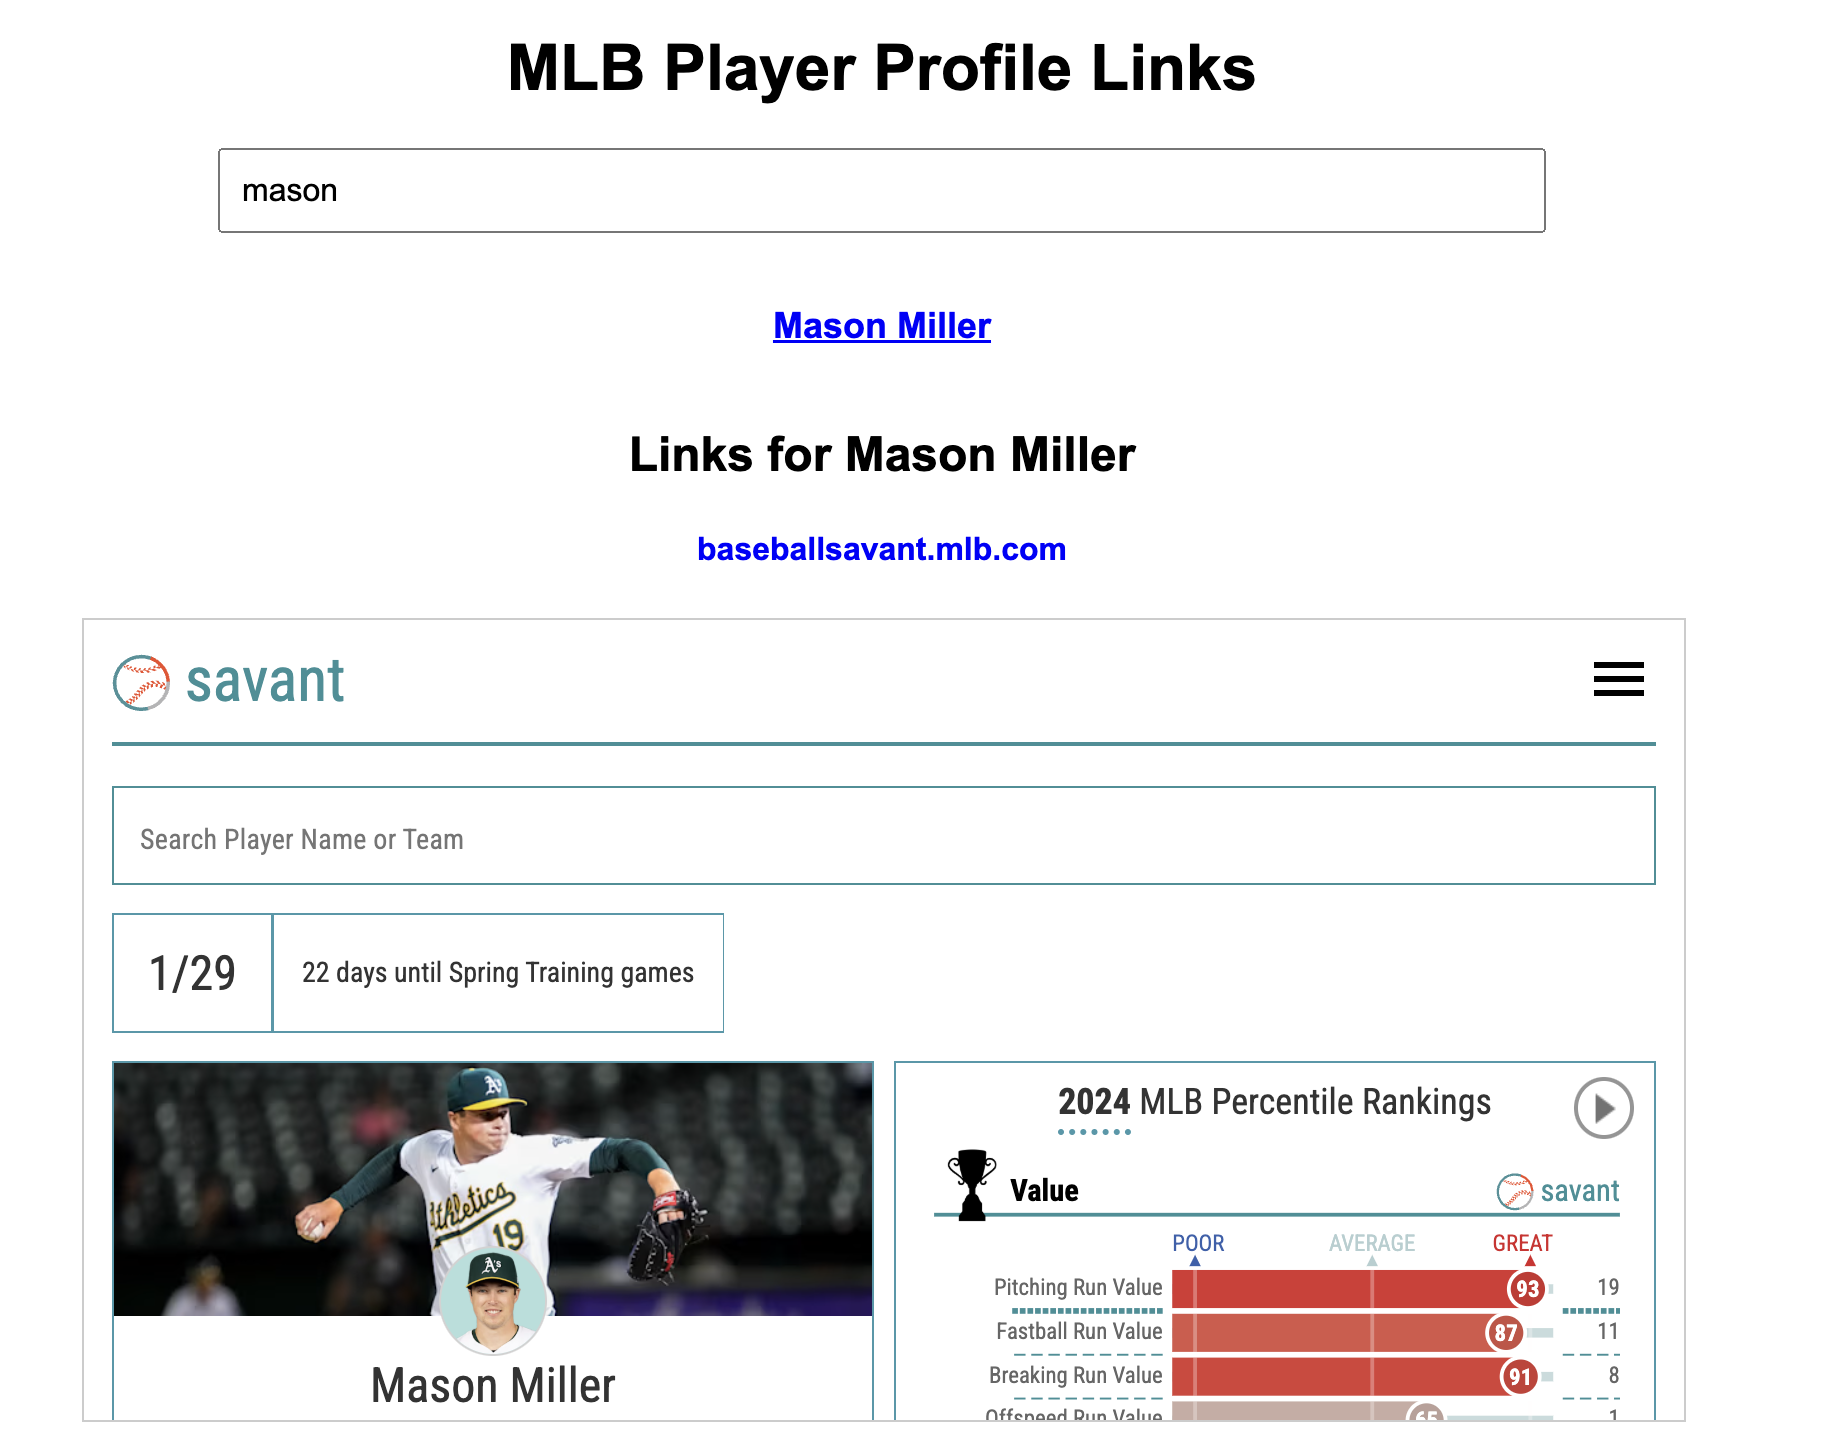 MLB Player Profile Links
mason
Mason Miller
Links for Mason Miller
baseballsavant.mlb.com
savant
Search Player Name or Team
1/29
22 days until Spring Training games
A's
Athletics
19
A's
Mason Miller
2024 MLB Percentile Rankings
Value
savant
POOR AVERAGE GREAT
Pitching Run Value 93 19
Fastball Run Value 87 11
Breaking Run Value 91 8
Offspeed Run Value 65 1